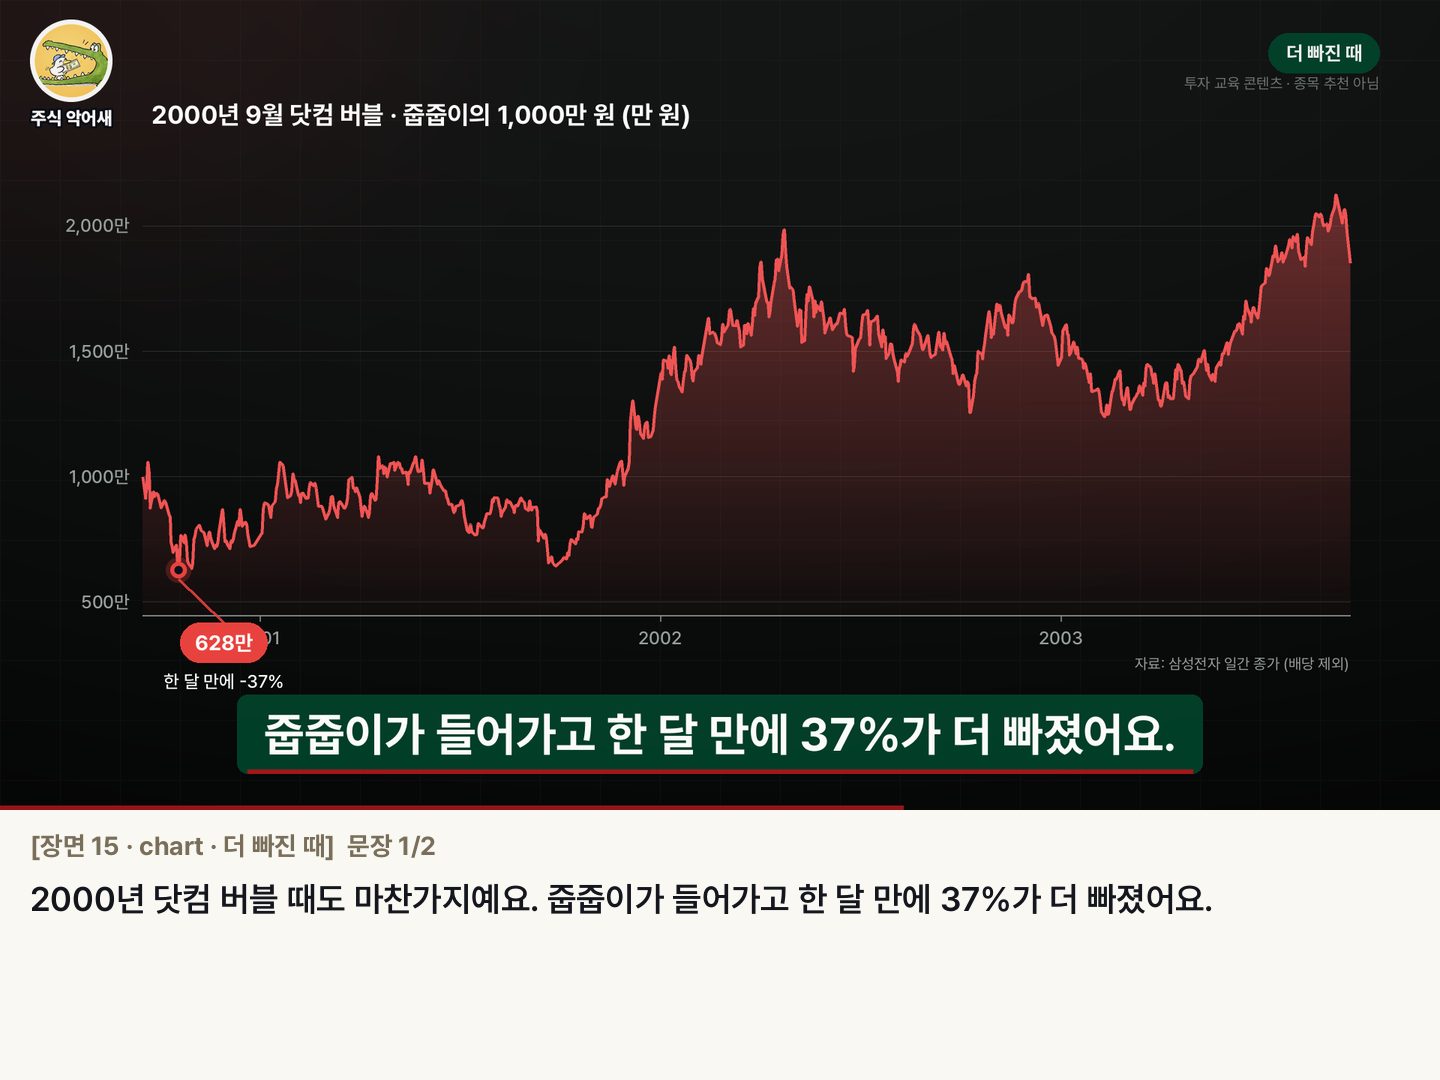 더 빠진 때
투자 교육 콘텐츠 · 종목 추천 아님
주식 악어새
2000년 9월 닷컴 버블 · 줍줍이의 1,000만 원 (만 원)
2,000만
1,500만
1,000만
500만
628만
01
2002
2003
한 달 만에 -37%
자료: 삼성전자 일간 종가 (배당 제외)
줍줍이가 들어가고 한 달 만에 37%가 더 빠졌어요.
[장면 15 · chart · 더 빠진 때] 문장 1/2
2000년 닷컴 버블 때도 마찬가지예요. 줍줍이가 들어가고 한 달 만에 37%가 더 빠졌어요.